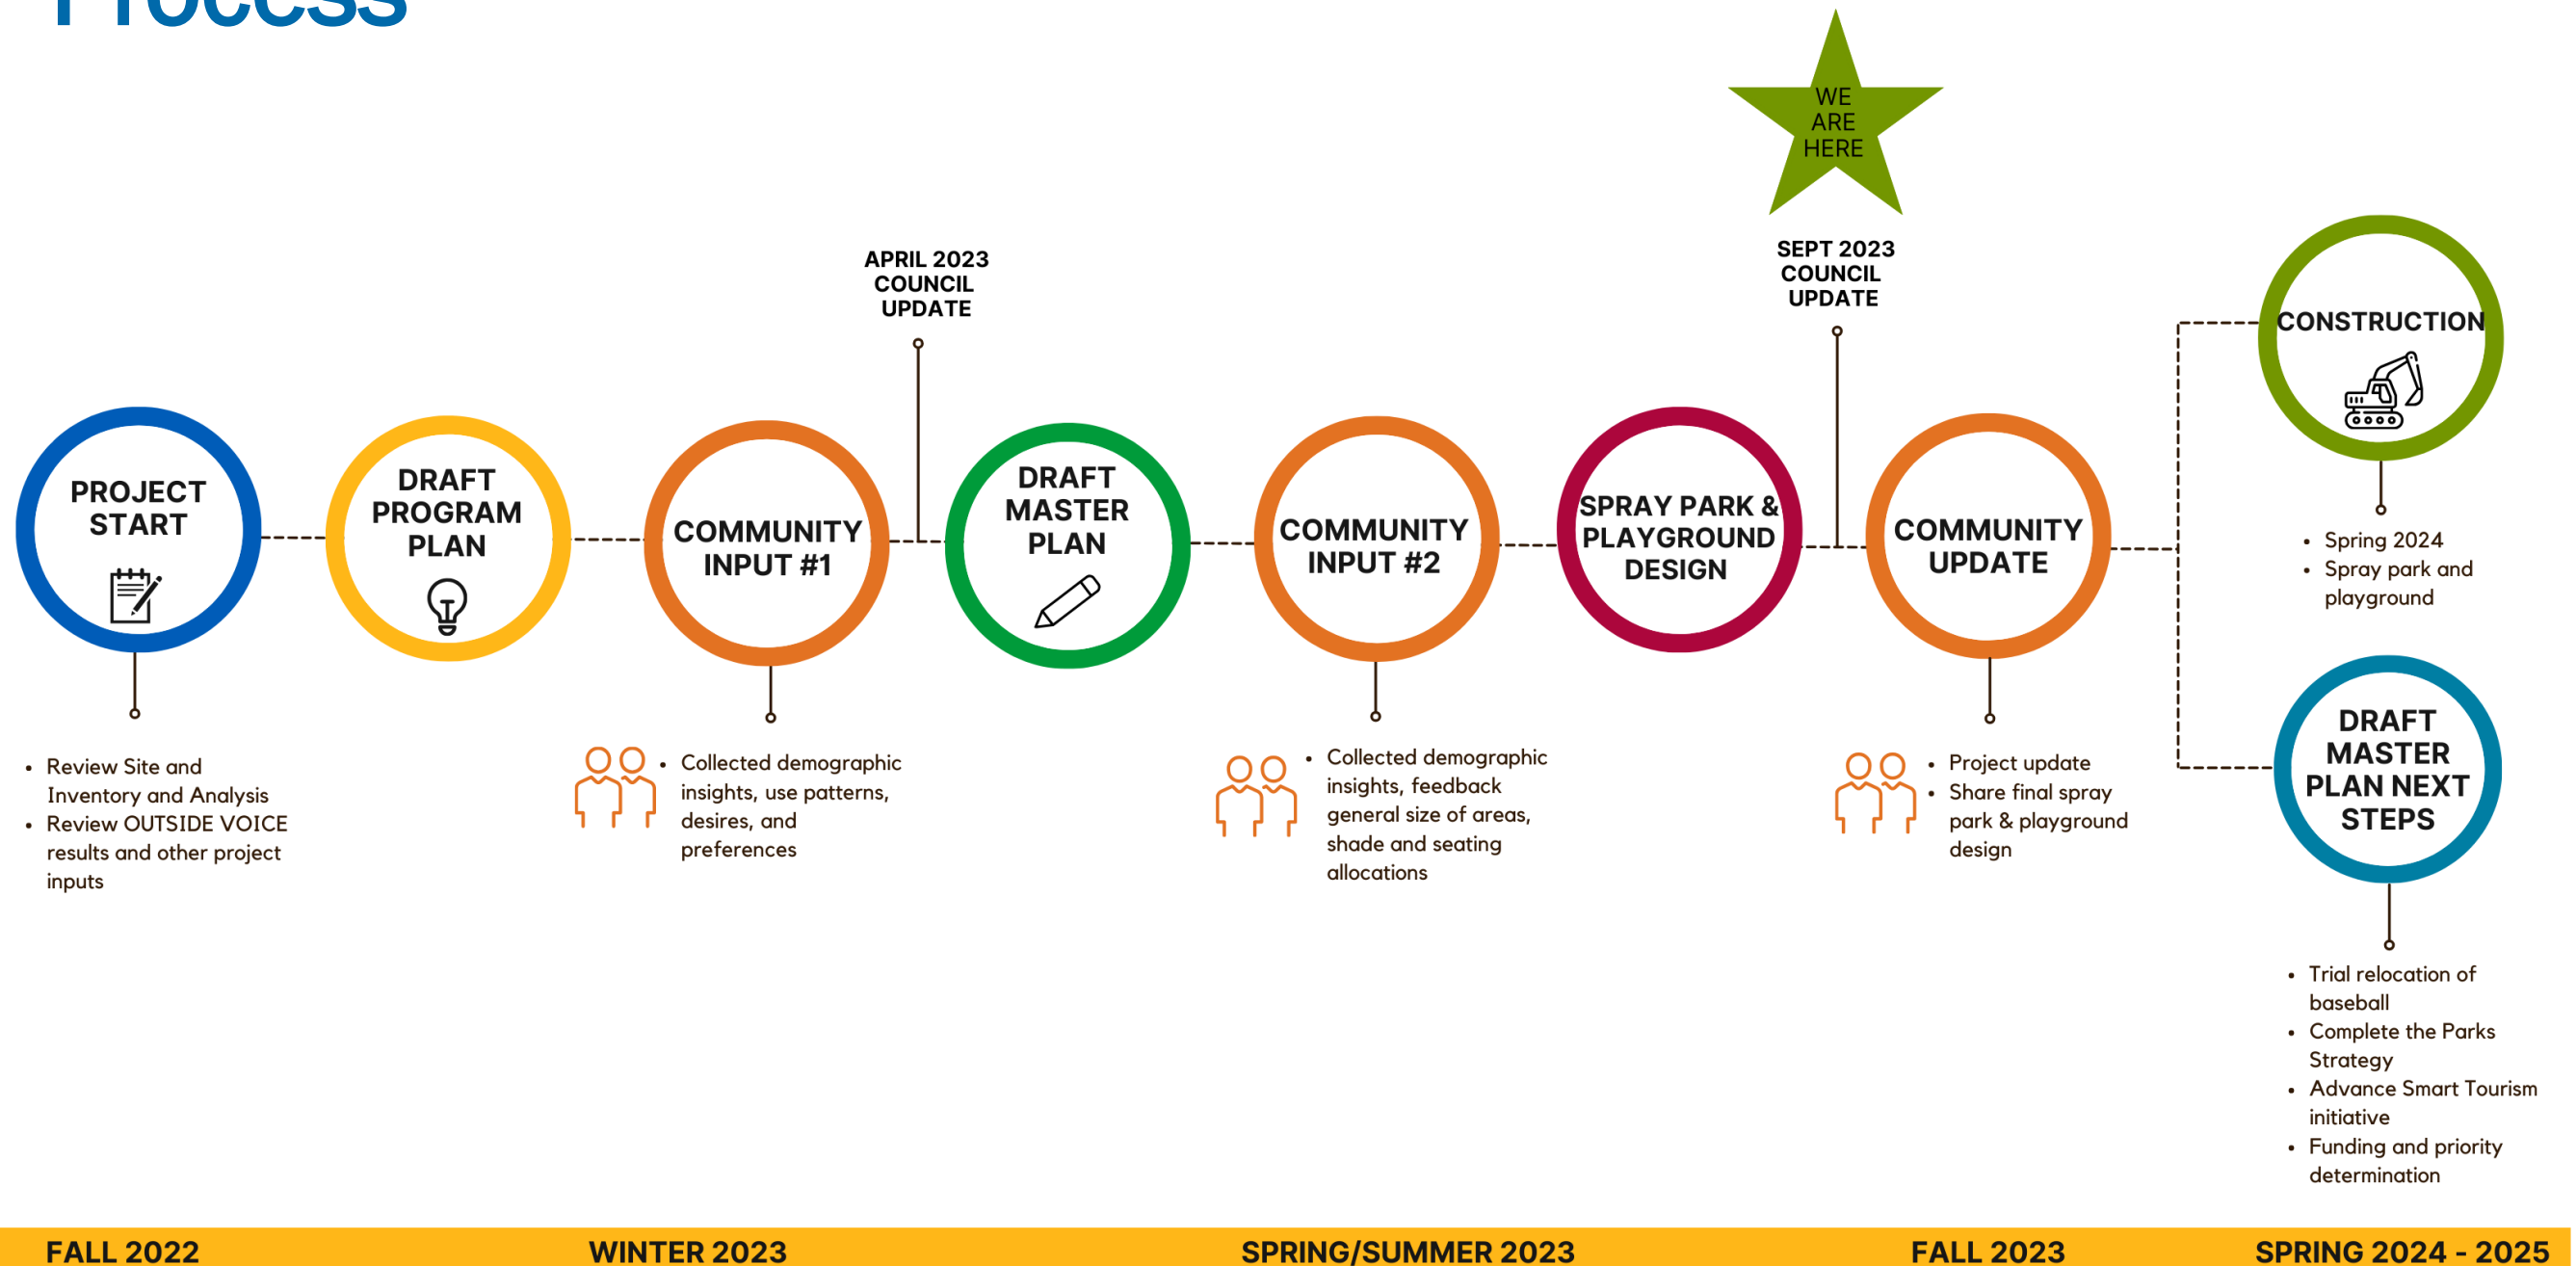 Process
WE
ARE
HERE
APRIL 2023
COUNCIL
UPDATE
SEPT 2023
COUNCIL
UPDATE
PROJECT
START
DRAFT
PROGRAM
PLAN
COMMUNITY
INPUT #1
DRAFT
MASTER
PLAN
COMMUNITY
INPUT #2
SPRAY PARK &
PLAYGROUND
DESIGN
COMMUNITY
UPDATE
CONSTRUCTION
• Spring 2024
• Spray park and
playground
DRAFT
MASTER
PLAN NEXT
STEPS
• Review Site and
Inventory and Analysis
• Review OUTSIDE VOICE
results and other project
inputs
• Collected demographic
insights, use patterns,
desires, and
preferences
• Collected demographic
insights, feedback
general size of areas,
shade and seating
allocations
• Project update
• Share final spray
park & playground
design
• Trial relocation of
baseball
• Complete the Parks
Strategy
• Advance Smart Tourism
initiative
• Funding and priority
determination
FALL 2022
WINTER 2023
SPRING/SUMMER 2023
FALL 2023
SPRING 2024 - 2025